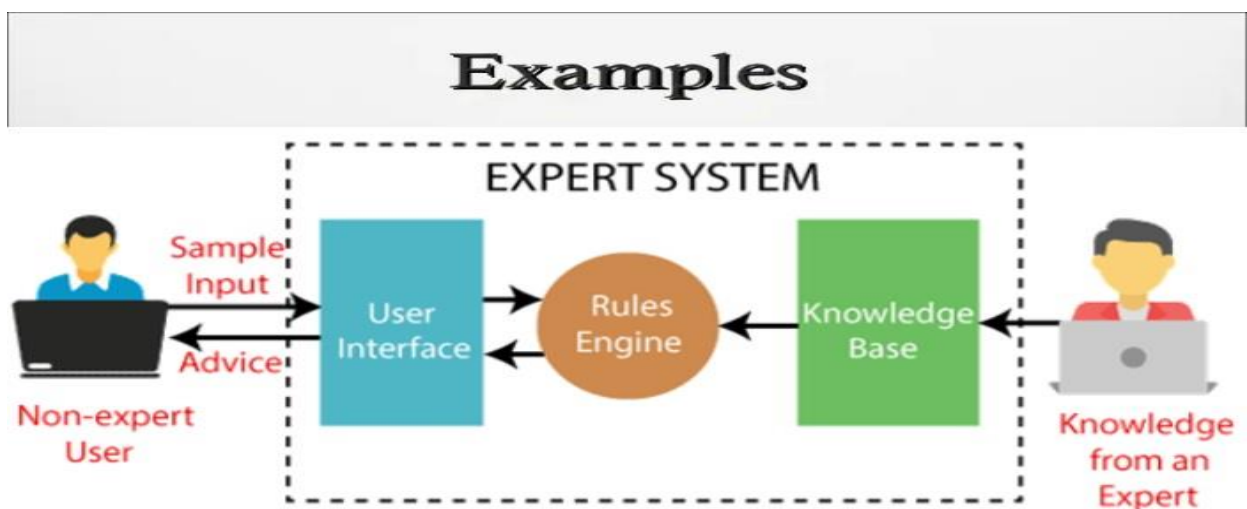 Examples
EXPERT SYSTEM
Sample
Input
Advice
Non-expert
User
User
Interface
Rules
Engine
Knowledge
Base
Knowledge
from an
Expert